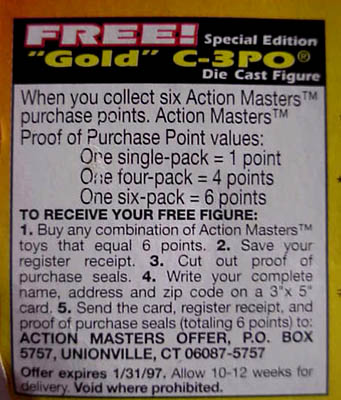 FREE! Special Edition
"Gold" C-3PO®
Die Cast Figure
When you collect six Action Masters™
purchase points. Action Masters™
Proof of Purchase Point values:
One single-pack = 1 point
One four-pack = 4 points
One six-pack = 6 points
TO RECEIVE YOUR FREE FIGURE:
1. Buy any combination of Action Masters™
toys that equal 6 points. 2. Save your
register receipt. 3. Cut out proof of
purchase seals. 4. Write your complete
name, address and zip code on a 3"x 5"
card. 5. Send the card, register receipt, and
proof of purchase seals (totaling 6 points) to:
ACTION MASTERS OFFER, P.O. BOX
5757, UNIONVILLE, CT 06087-5757
Offer expires 1/31/97. Allow 10-12 weeks for
delivery. Void where prohibited.